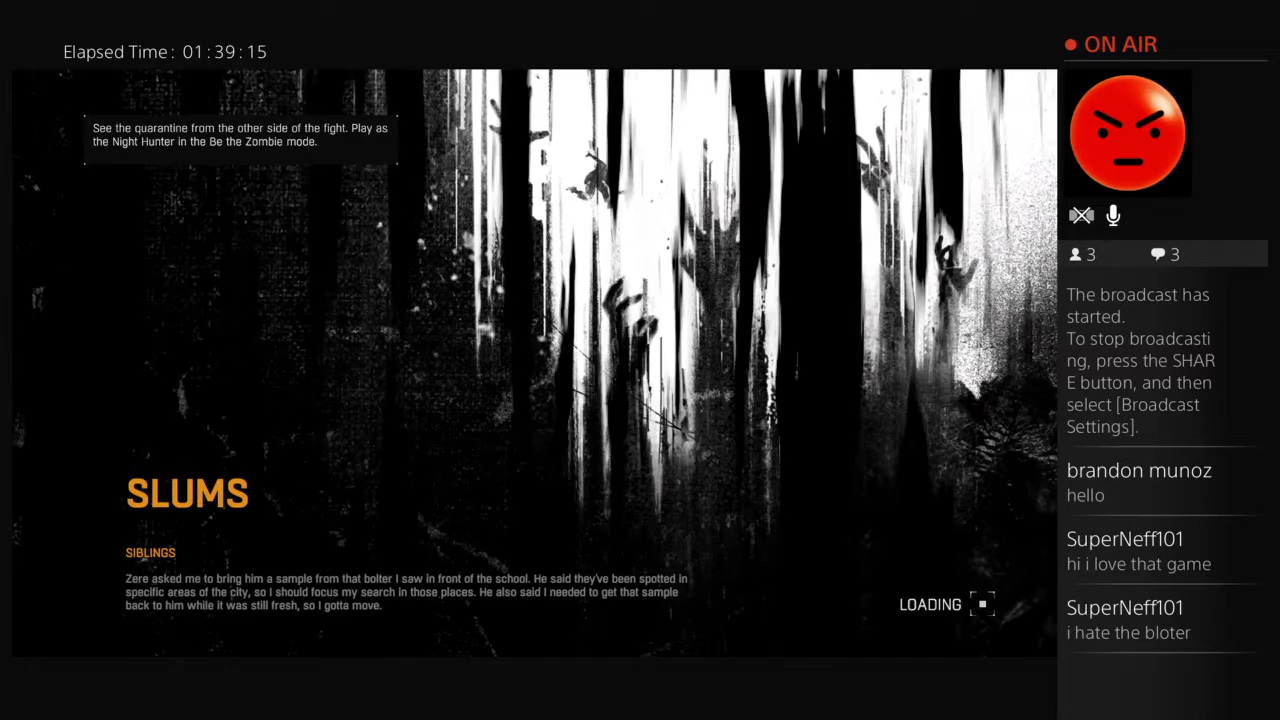 Elapsed Time: 01:39:15
ON AIR
See the quarantine from the other side of the fight. Play as
the Night Hunter in the Be the Zombie mode.
3 3
The broadcast has
started.
To stop broadcasti
ng, press the SHAR
E button, and then
select [Broadcast
Settings].
brandon munoz
hello
SuperNeff101
hi i love that game
SuperNeff101
i hate the bloter
SLUMS
SIBLINGS
Zere asked me to bring him a sample from that bolter I saw in front of the school. He said they've been spotted in
specific areas of the city, so I should focus my search in those places. He also said I needed to get that sample
back to him while it was still fresh, so I gotta move.
LOADING